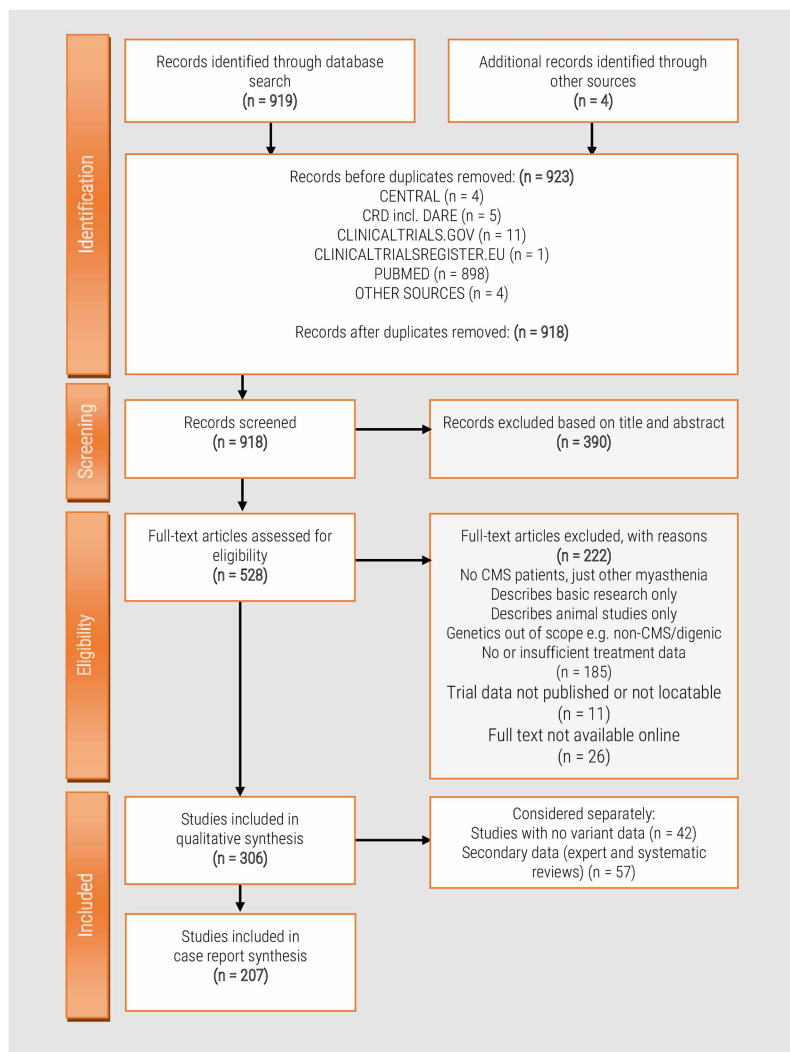 Identification
Records identified through database
search
(n = 919)
Additional records identified through
other sources
(n = 4)
Records before duplicates removed: (n = 923)
CENTRAL (n = 4)
CRD incl. DARE (n = 5)
CLINICALTRIALS.GOV (n = 11)
CLINICALTRIALSREGISTER.EU (n = 1)
PUBMED (n = 898)
OTHER SOURCES (n = 4)
Records after duplicates removed: (n = 918)
Screening
Records screened
(n = 918)
Records excluded based on title and abstract
(n = 390)
Eligibility
Full-text articles assessed for
eligibility
(n = 528)
Full-text articles excluded, with reasons
(n = 222)
No CMS patients, just other myasthenia
Describes basic research only
Describes animal studies only
Genetics out of scope e.g. non-CMS/digenic
No or insufficient treatment data
(n = 185)
Trial data not published or not locatable
(n = 11)
Full text not available online
(n = 26)
Included
Studies included in
qualitative synthesis
(n = 306)
Considered separately:
Studies with no variant data (n = 42)
Secondary data (expert and systematic
reviews) (n = 57)
Studies included in
case report synthesis
(n = 207)